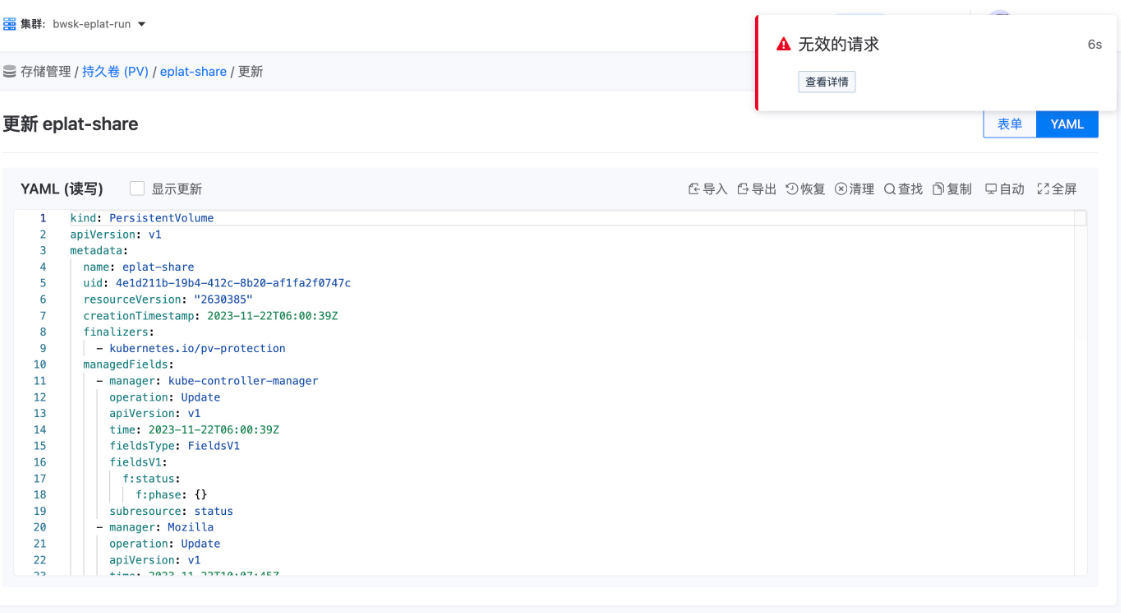 集群: bwsk-eplat-run
无效的请求 6s
查看详情
存储管理 / 持久卷 (PV) / eplat-share / 更新
更新 eplat-share
表单 YAML
YAML (读写) 显示更新 导入 导出 恢复 清理 查找 复制 自动 全屏
1 kind: PersistentVolume
2 apiVersion: v1
3 metadata:
4 name: eplat-share
5 uid: 4e1d211b-19b4-412c-8b20-af1fa2f0747c
6 resourceVersion: "2630385"
7 creationTimestamp: 2023-11-22T06:00:39Z
8 finalizers:
9 - kubernetes.io/pv-protection
10 managedFields:
11 - manager: kube-controller-manager
12 operation: Update
13 apiVersion: v1
14 time: 2023-11-22T06:00:39Z
15 fieldsType: FieldsV1
16 fieldsV1:
17 f:status:
18 f:phase: {}
19 subresource: status
20 - manager: Mozilla
21 operation: Update
22 apiVersion: v1
23 time: 2023-11-22T10:07:45Z